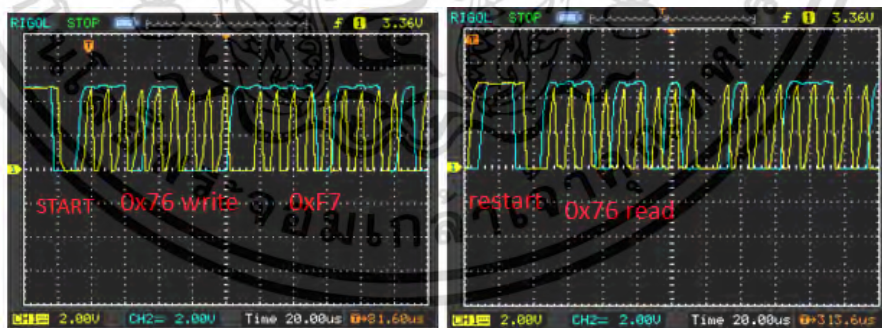 RIGOL STOP
T
1 3.36V
T
1
START 0x76 write 0xF7
CH1 2.00V CH2= 2.00V Time 20.00us T→81.60us
RIGOL STOP
T
1 3.36V
T
1
restart 0x76 read
CH1 2.00V CH2= 2.00V Time 20.00us T→313.6us